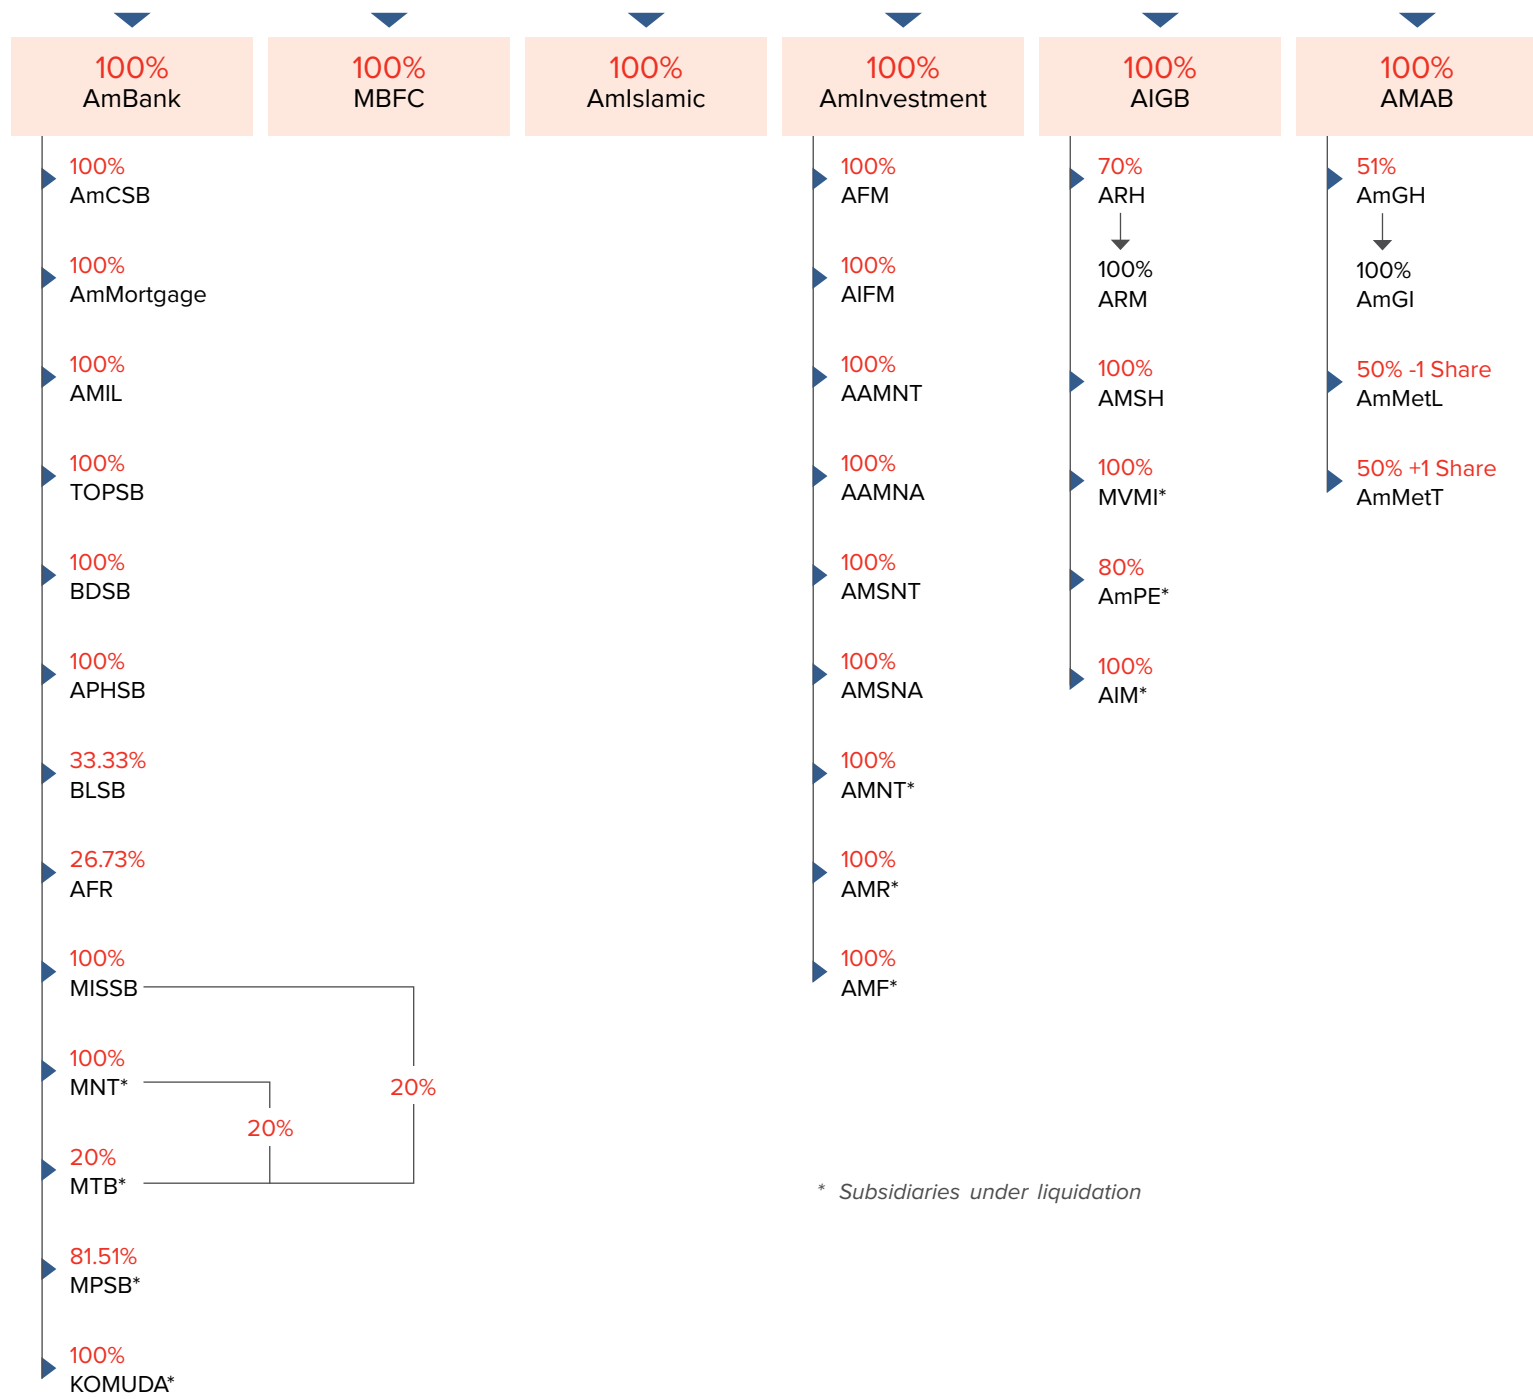 100%
AmBank
100%
MBFC
100%
AmIslamic
100%
AmInvestment
100%
AIGB
100%
AMAB
100%
AmCSB
100%
AmMortgage
100%
AMIL
100%
TOPSB
100%
BDSB
100%
APHSB
33.33%
BLSB
26.73%
AFR
100%
MISSB
100%
MNT*
20%
MTB*
20%
20%
81.51%
MPSB*
100%
KOMUDA*
100%
AFM
100%
AIFM
100%
AAMNT
100%
AAMNA
100%
AMSNT
100%
AMSNA
100%
AMNT*
100%
AMR*
100%
AMF*
70%
ARH
100%
ARM
100%
AMSH
100%
MVMI*
80%
AmPE*
100%
AIM*
51%
AmGH
100%
AmGI
50% -1 Share
AmMetL
50% +1 Share
AmMetT
* Subsidiaries under liquidation